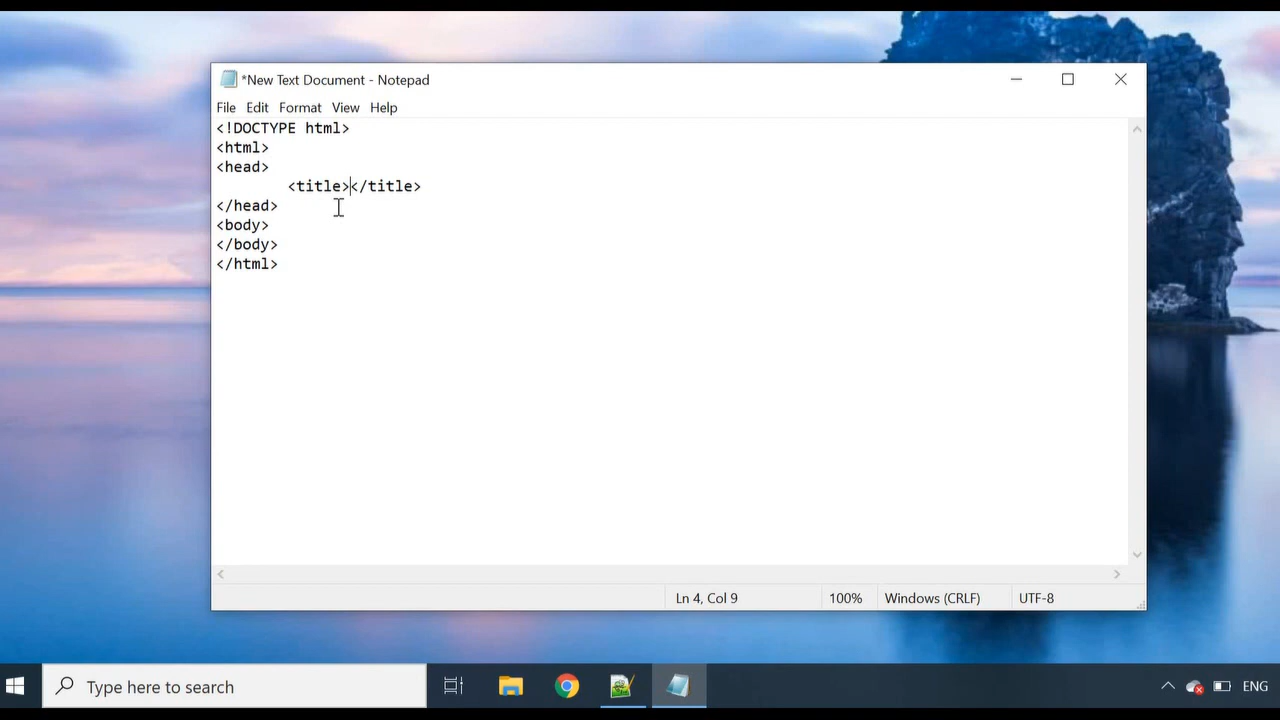 *New Text Document - Notepad
File Edit Format View Help
<!DOCTYPE html>
<html>
<head>
        <title></title>
</head>
<body>
</body>
</html>
Ln 4, Col 9 100% Windows (CRLF) UTF-8
Type here to search ENG